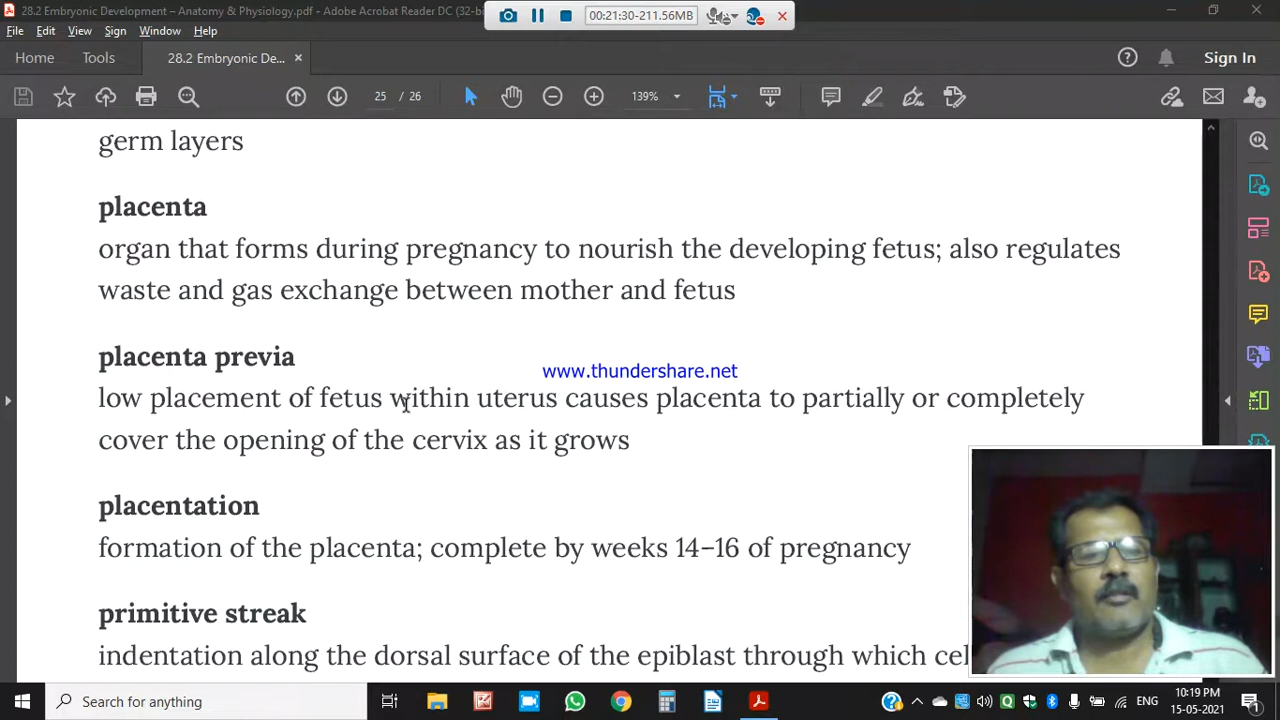 28.2 Embryonic Development – Anatomy & Physiology.pdf - Adobe Acrobat Reader DC (32-bi
00:21:30-211.56MB
File Edit View Sign Window Help
Home Tools 28.2 Embryonic De... × Sign In
25 / 26 139%
germ layers
placenta
organ that forms during pregnancy to nourish the developing fetus; also regulates
waste and gas exchange between mother and fetus
placenta previa
www.thundershare.net
low placement of fetus within uterus causes placenta to partially or completely
cover the opening of the cervix as it grows
placentation
formation of the placenta; complete by weeks 14–16 of pregnancy
primitive streak
indentation along the dorsal surface of the epiblast through which cel
Search for anything
ENG
10:19 PM
15-05-2021